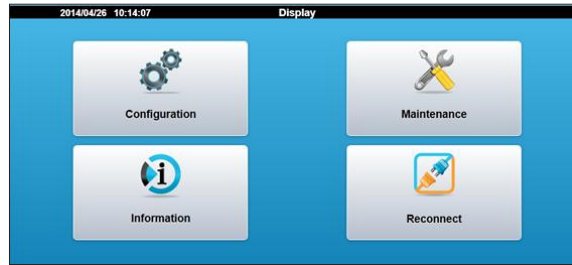 2014/04/26 10:14:07 Display
Configuration
Maintenance
i
Information
Reconnect